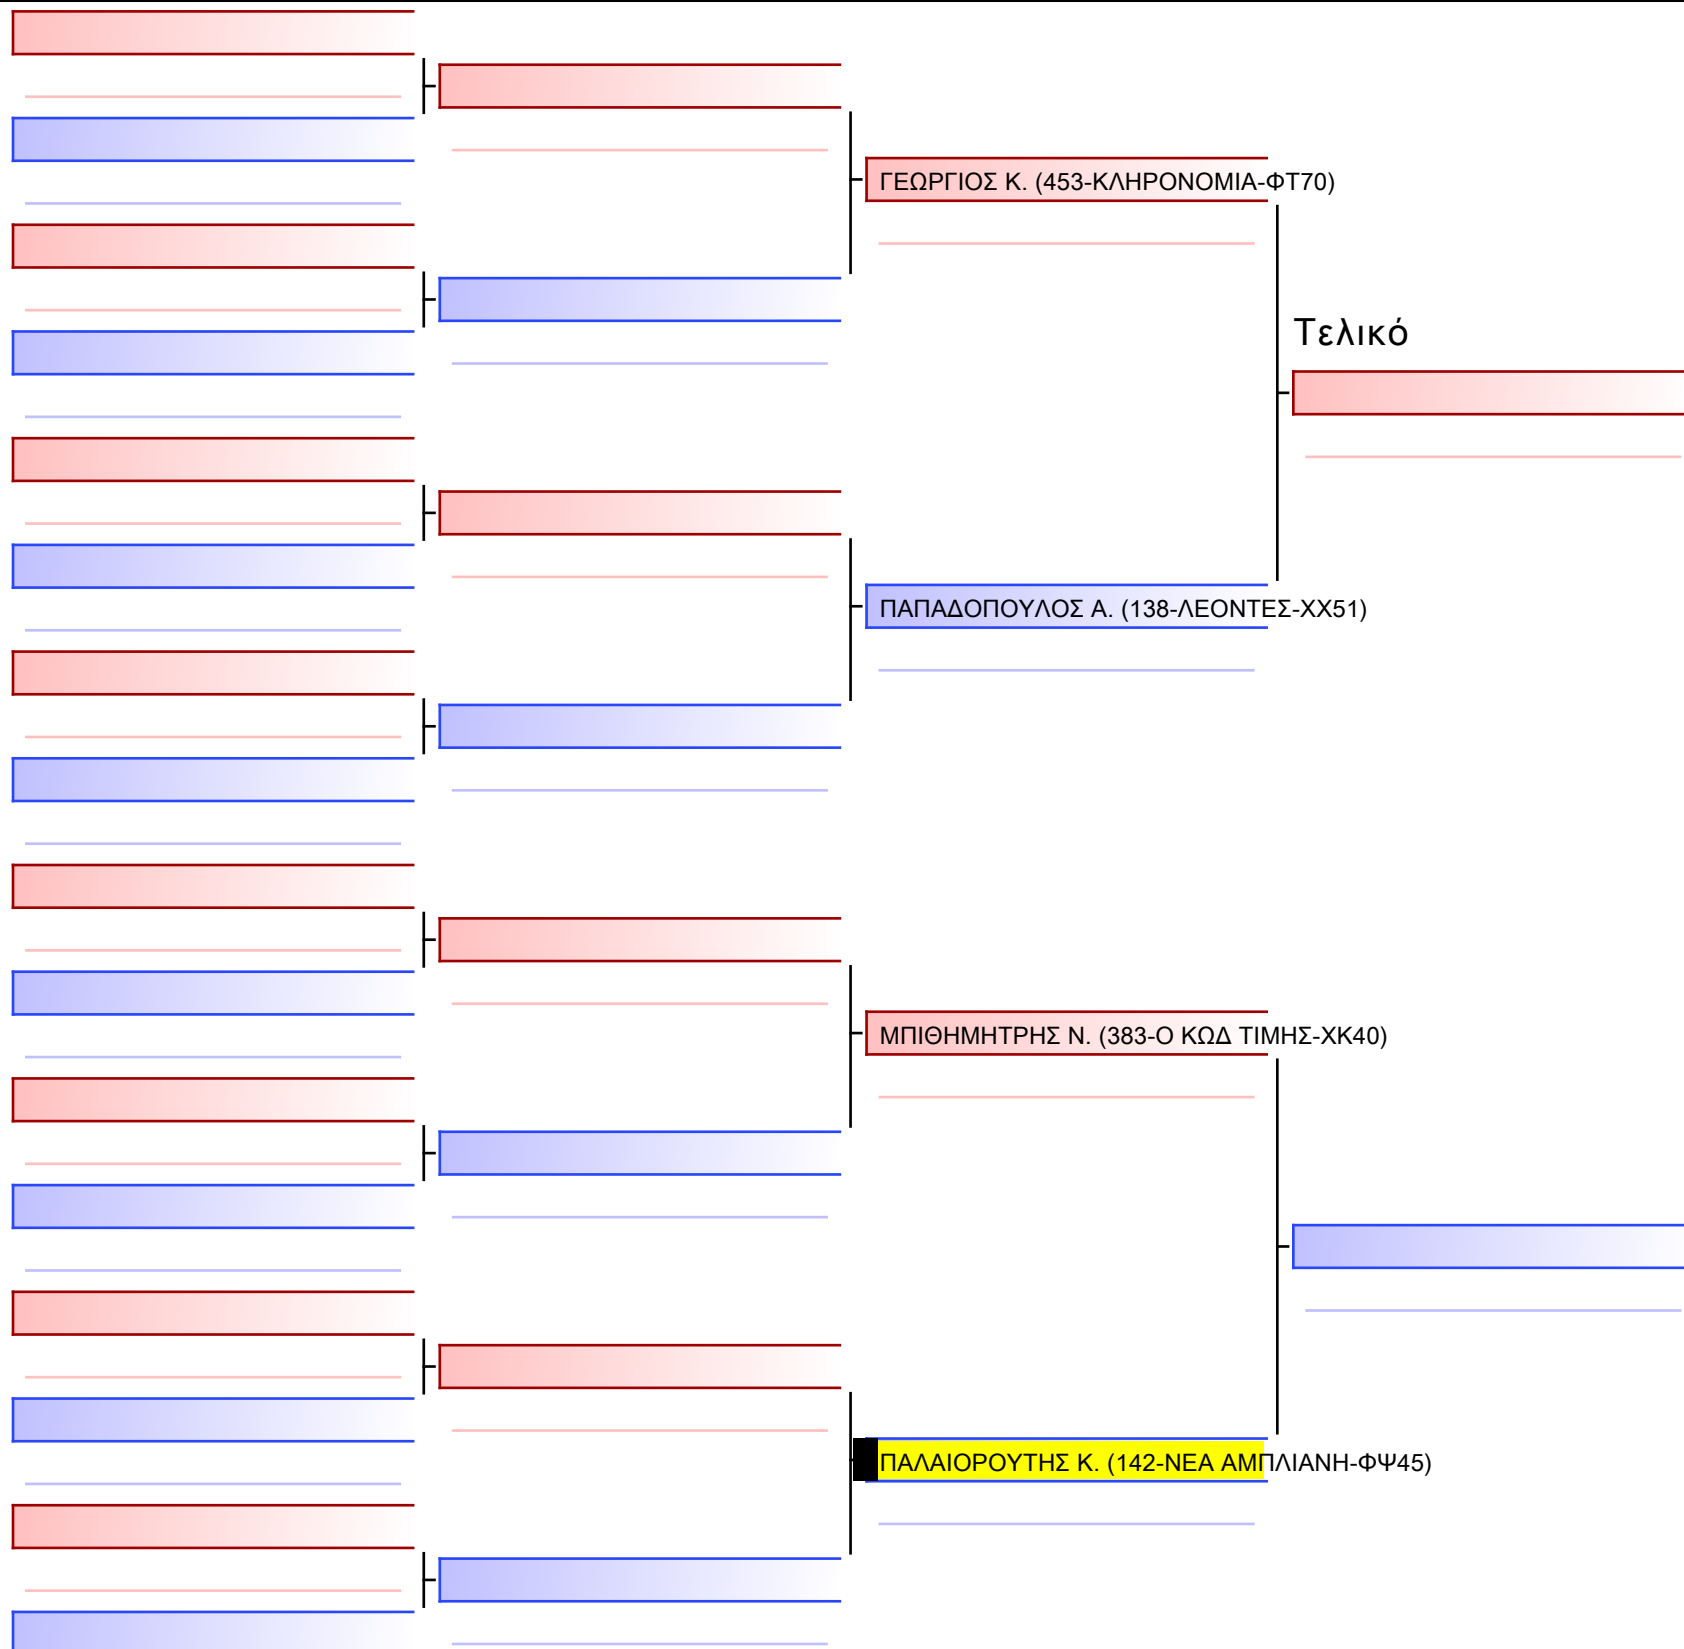 ΓΕΩΡΓΙΟΣ Κ. (453-ΚΛΗΡΟΝΟΜΙΑ-ΦΤ70)
Τελικό
ΠΑΠΑΔΟΠΟΥΛΟΣ Α. (138-ΛΕΟΝΤΕΣ-ΧΧ51)
ΜΠΙΘΗΜΗΤΡΗΣ Ν. (383-Ο ΚΩΔ ΤΙΜΗΣ-ΧΚ40)
ΠΑΛΑΙΟΡΟΥΤΗΣ Κ. (142-ΝΕΑ ΑΜΠΛΙΑΝΗ-ΦΨ45)